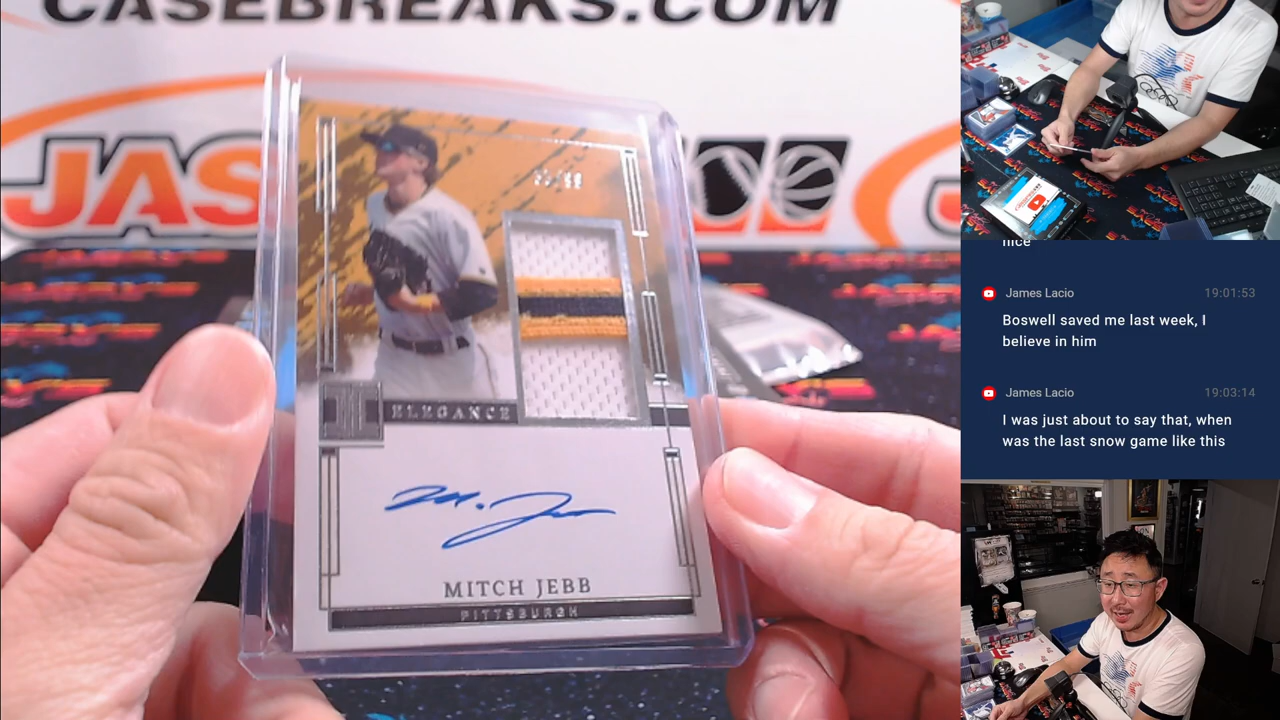 CASEBREAKS.COM
JAS
ELEGANCE
M. J
MITCH JEBB
PITTSBURGH
nice
James Lacio 19:01:53
Boswell saved me last week, I
believe in him
James Lacio 19:03:14
I was just about to say that, when
was the last snow game like this